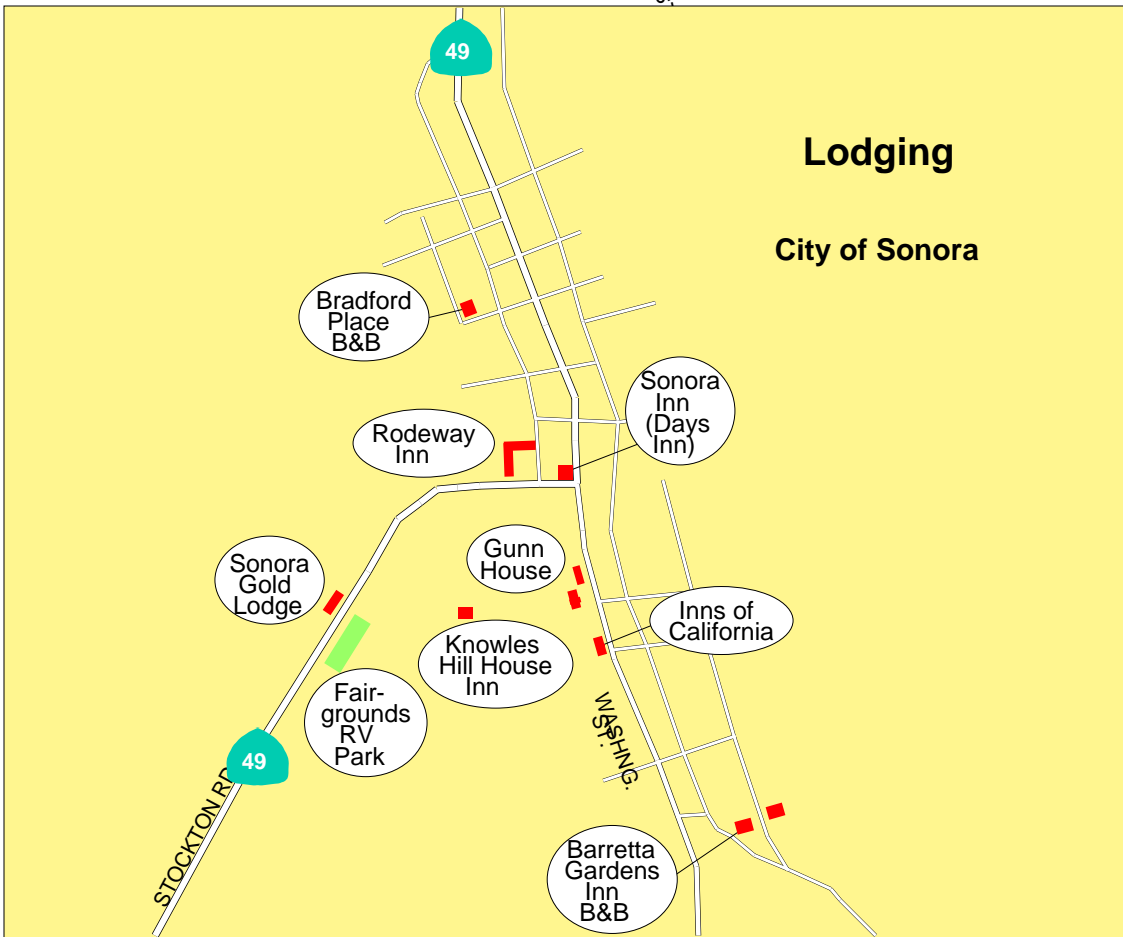 49
Lodging
City of Sonora
Bradford
Place
B&B
Sonora
Inn
(Days
Inn)
Rodeway
Inn
Gunn
House
Sonora
Gold
Lodge
Inns of
California
Knowles
Hill House
Inn
Fair-
grounds
RV
Park
WASHNG.
ST.
49
STOCKTON RD
Barretta
Gardens
Inn
B&B